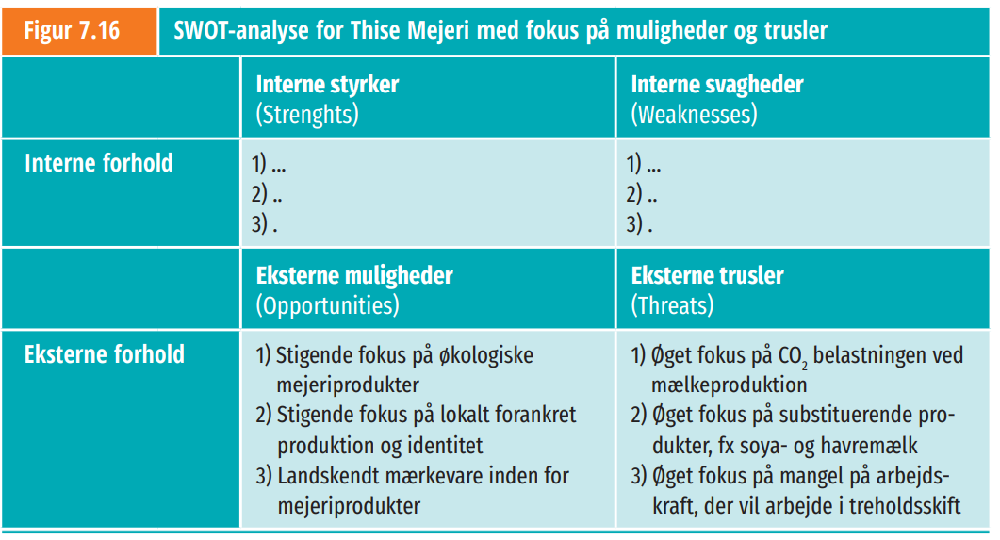 Figur 7.16
SWOT-analyse for Thise Mejeri med fokus på muligheder og trusler
Interne styrker
(Strenghts)
Interne svagheder
(Weaknesses)
Interne forhold
1) ...
2) ..
3) .
1) ...
2) ..
3) .
Eksterne muligheder
(Opportunities)
Eksterne trusler
(Threats)
Eksterne forhold
1) Stigende fokus på økologiske
mejeriprodukter
2) Stigende fokus på lokalt forankret
produktion og identitet
3) Landskendt mærkevare inden for
mejeriprodukter
1) Øget fokus på CO₂ belastningen ved
mælkeproduktion
2) Øget fokus på substituerende pro-
dukter, fx soya- og havremælk
3) Øget fokus på mangel på arbejds-
kraft, der vil arbejde i treholdsskift